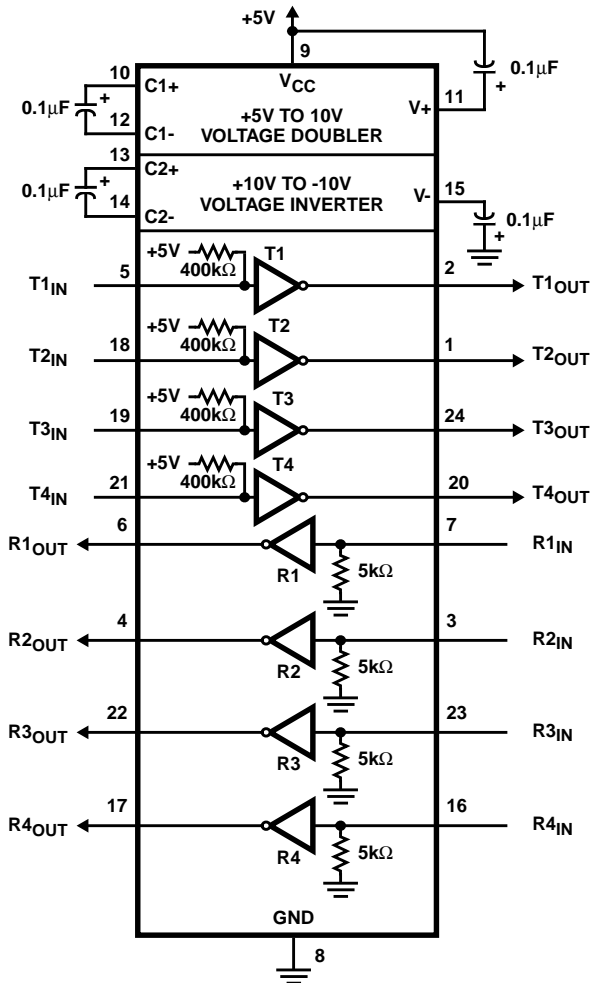 +5V
9
10
C1+
VCC
0.1µF
+
+
0.1µF
11
V+
12
C1-
+5V TO 10V
VOLTAGE DOUBLER
13
C2+
0.1µF
+
14
C2-
+10V TO -10V
VOLTAGE INVERTER
V-
15
0.1µF
+
+5V
400kΩ
T1
T1IN
5
2
T1OUT
+5V
400kΩ
T2
T2IN
18
1
T2OUT
+5V
400kΩ
T3
T3IN
19
24
T3OUT
+5V
400kΩ
T4
T4IN
21
20
T4OUT
R1OUT
6
7
R1IN
R1
5kΩ
R2OUT
4
3
R2IN
R2
5kΩ
R3OUT
22
23
R3IN
R3
5kΩ
R4OUT
17
16
R4IN
R4
5kΩ
GND
8